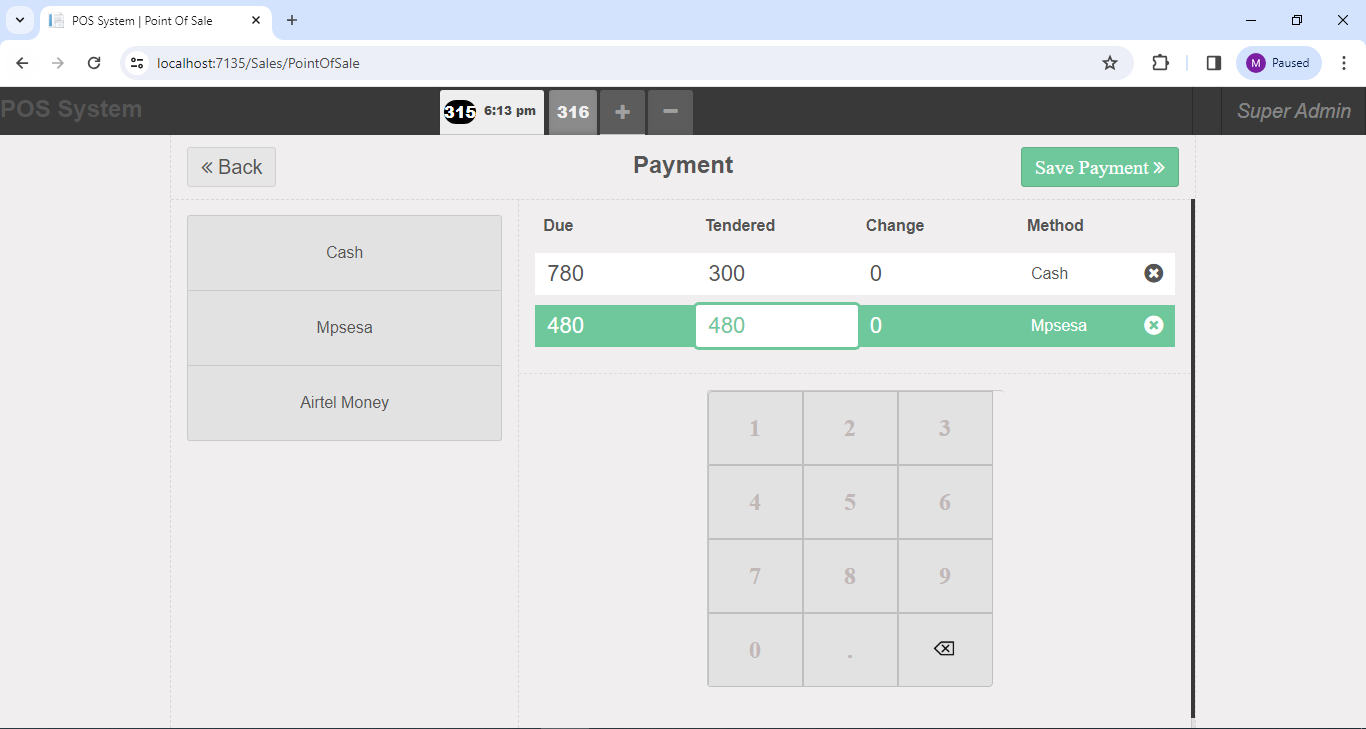 POS System | Point Of Sale
localhost:7135/Sales/PointOfSale
M Paused
POS System
315 6:13 pm 316
Super Admin
« Back
Payment
Save Payment »
Cash
Mpsesa
Airtel Money
Due Tendered Change Method
780 300 0 Cash
480 480 0 Mpsesa
1 2 3
4 5 6
7 8 9
0 .